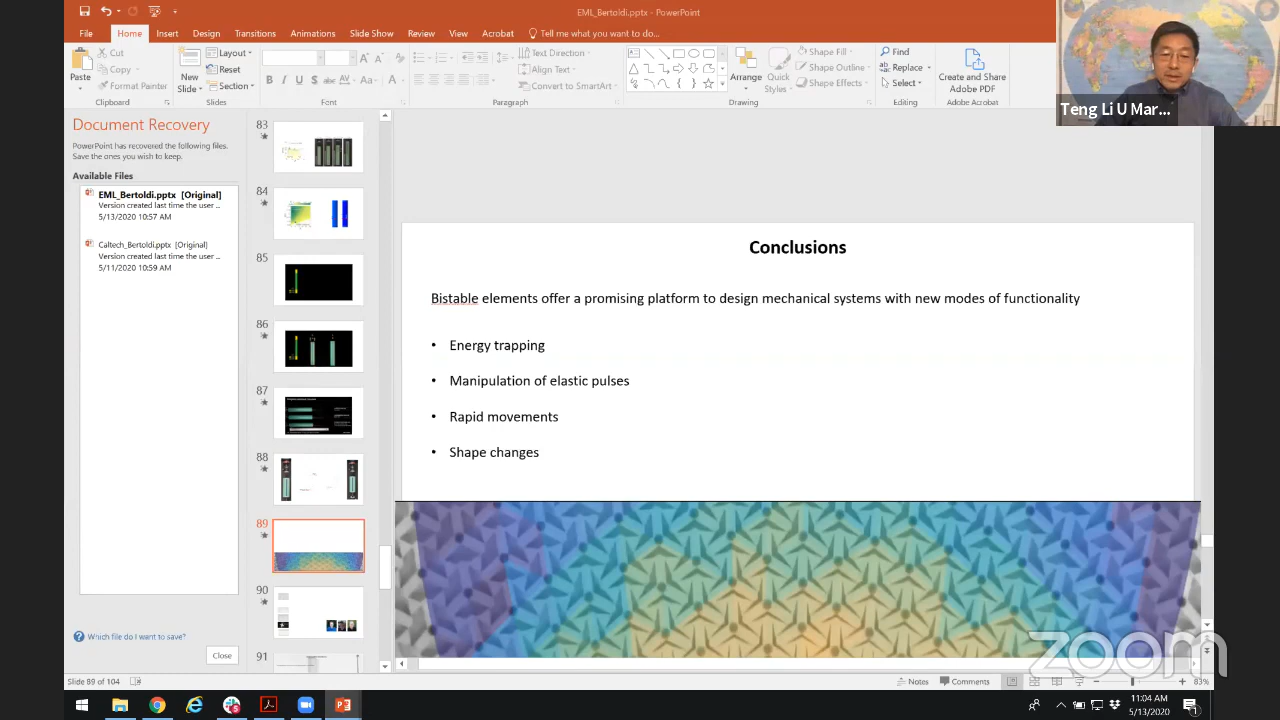 EML_Bertoldi.pptx - PowerPoint
File Home Insert Design Transitions Animations Slide Show Review View Acrobat Tell me what you want to do...
Paste
Cut
Copy
Format Painter
Clipboard
New Slide
Layout
Reset
Section
Slides
B I U S abc AV Aa A
Font
Paragraph
Text Direction
Align Text
Convert to SmartArt
Arrange
Quick Styles
Shape Fill
Shape Outline
Shape Effects
Drawing
Find
Replace
Select
Editing
Create and Share Adobe PDF
Adobe Acrobat
Teng Li U Mar...
Document Recovery
PowerPoint has recovered the following files.
Save the ones you wish to keep.
Available Files
EML_Bertoldi.pptx [Original]
Version created last time the user ...
5/13/2020 10:57 AM
Caltech_Bertoldi.pptx [Original]
Version created last time the user ...
5/11/2020 10:59 AM
Which file do I want to save?
Close
83
84
85
86
87
88
89
90
91
Conclusions
Bistable elements offer a promising platform to design mechanical systems with new modes of functionality
• Energy trapping
• Manipulation of elastic pulses
• Rapid movements
• Shape changes
zoom
Slide 89 of 104
Notes
Comments
83%
11:04 AM
5/13/2020
1